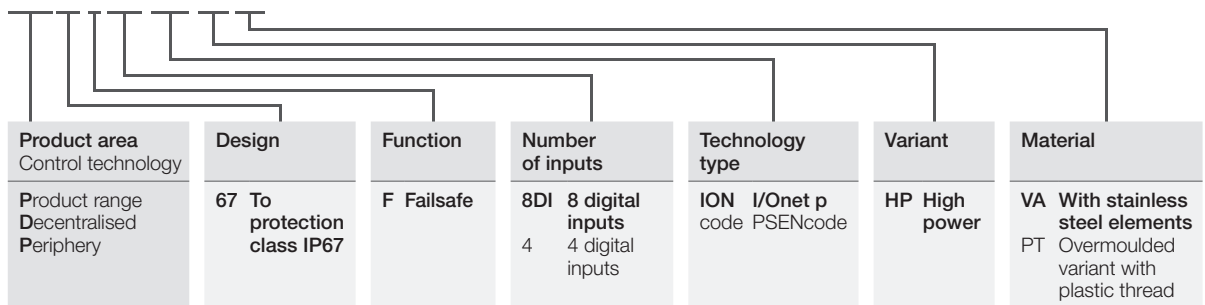 Product area
Control technology
Product range
Decentralised
Periphery
Design
67 To
protection
class IP67
Function
F Failsafe
Number
of inputs
8DI 8 digital
inputs
4 4 digital
inputs
Technology
type
ION I/Onet p
code PSENcode
Variant
HP High
power
Material
VA With stainless
steel elements
PT Overmoulded
variant with
plastic thread